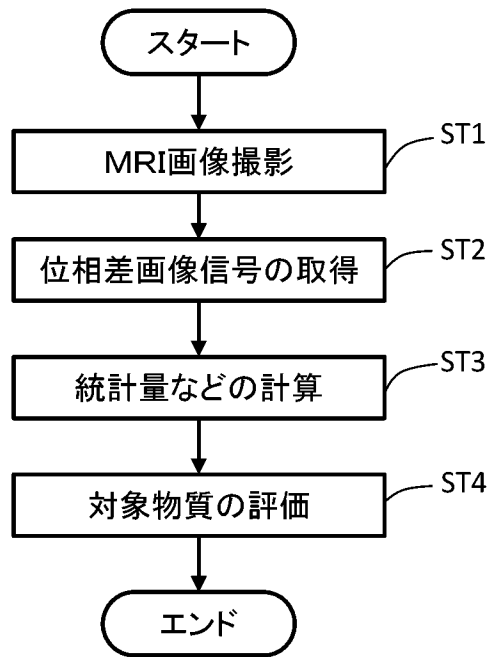 スタート
MRI画像撮影
ST1
位相差画像信号の取得
ST2
統計量などの計算
ST3
対象物質の評価
ST4
エンド